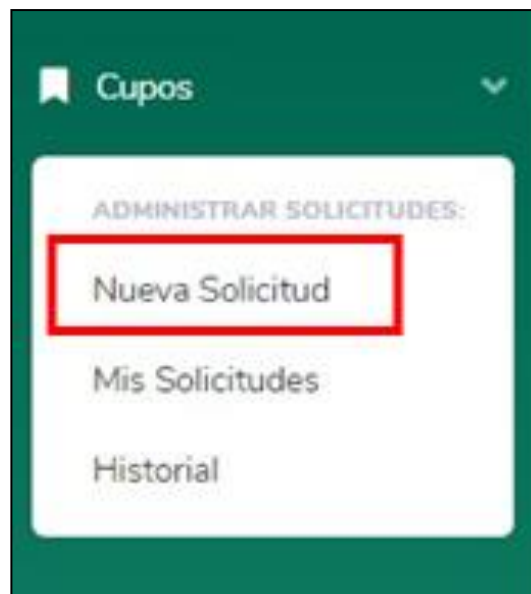 Cupos
ADMINISTRAR SOLICITUDES:
Nueva Solicitud
Mis Solicitudes
Historial